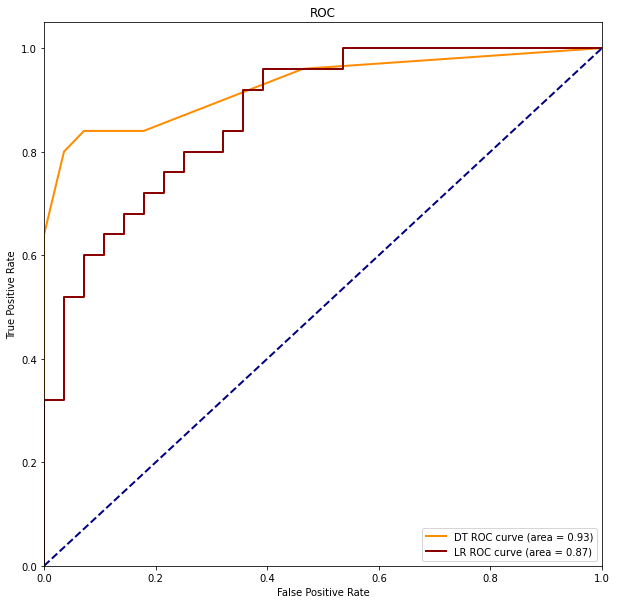 ROC
1.0
0.8
0.6
0.4
0.2
0.0
True Positive Rate
0.0 0.2 0.4 0.6 0.8 1.0
False Positive Rate
DT ROC curve (area = 0.93)
LR ROC curve (area = 0.87)